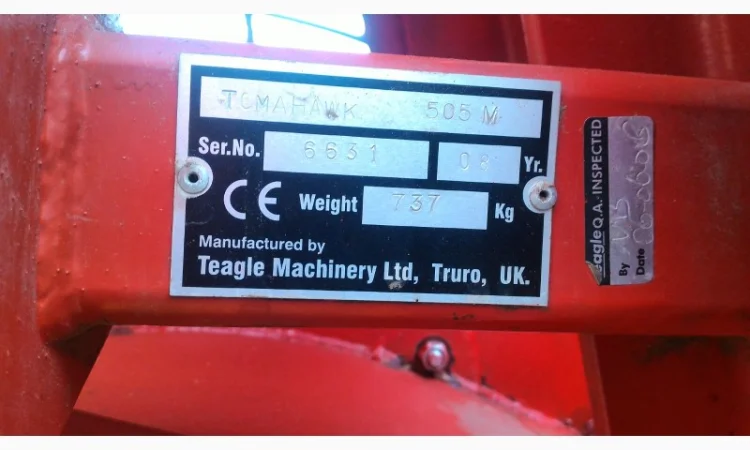 TOMAHAWK 505 M
Ser.No. 6631 08 Yr.
CE Weight 737 Kg
Manufactured by
Teagle Machinery Ltd, Truro, UK.
eagle Q.A. INSPECTED
By
Date